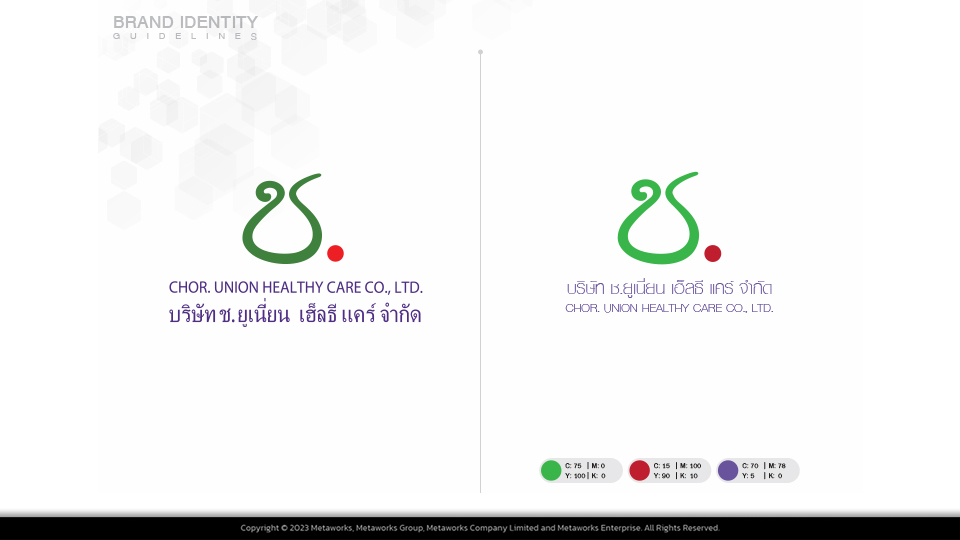 BRAND IDENTITY
GUIDELINES
ช.
CHOR. UNION HEALTHY CARE CO., LTD.
บริษัท ช.ยูเนี่ยน เฮ็ลธี แคร์ จำกัด
ช.
บริษัท ช.ยูเนี่ยน เฮ็ลธี แคร์ จำกัด
CHOR. UNION HEALTHY CARE CO., LTD.
C: 75 | M: 0
Y: 100 | K: 0
C: 15 | M: 100
Y: 90 | K: 10
C: 70 | M: 78
Y: 5 | K: 0
Copyright © 2023 Metaworks, Metaworks Group, Metaworks Company Limited and Metaworks Enterprise. All Rights Reserved.